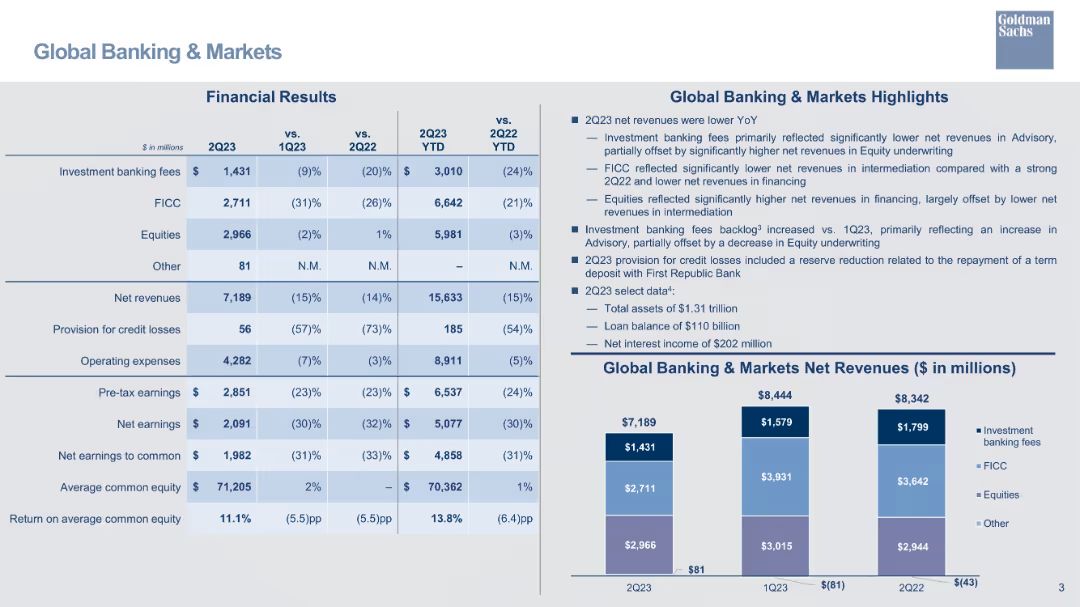 Global Banking & Markets
Goldman
Sachs
Financial Results
$ in millions 2Q23 vs. 1Q23 vs. 2Q22 2Q23 YTD vs. 2Q22 YTD
Investment banking fees $ 1,431 (9)% (20)% $ 3,010 (24)%
FICC 2,711 (31)% (26)% 6,642 (21)%
Equities 2,966 (2)% 1% 5,981 (3)%
Other 81 N.M. N.M. – N.M.
Net revenues 7,189 (15)% (14)% 15,633 (15)%
Provision for credit losses 56 (57)% (73)% 185 (54)%
Operating expenses 4,282 (7)% (3)% 8,911 (5)%
Pre-tax earnings $ 2,851 (23)% (23)% $ 6,537 (24)%
Net earnings $ 2,091 (30)% (32)% $ 5,077 (30)%
Net earnings to common $ 1,982 (31)% (33)% $ 4,858 (31)%
Average common equity $ 71,205 2% – $ 70,362 1%
Return on average common equity 11.1% (5.5)pp (5.5)pp 13.8% (6.4)pp
Global Banking & Markets Highlights
■ 2Q23 net revenues were lower YoY
— Investment banking fees primarily reflected significantly lower net revenues in Advisory,
partially offset by significantly higher net revenues in Equity underwriting
— FICC reflected significantly lower net revenues in intermediation compared with a strong
2Q22 and lower net revenues in financing
— Equities reflected significantly higher net revenues in financing, largely offset by lower net
revenues in intermediation
■ Investment banking fees backlog³ increased vs. 1Q23, primarily reflecting an increase in
Advisory, partially offset by a decrease in Equity underwriting
■ 2Q23 provision for credit losses included a reserve reduction related to the repayment of a term
deposit with First Republic Bank
■ 2Q23 select data⁴:
— Total assets of $1.31 trillion
— Loan balance of $110 billion
— Net interest income of $202 million
Global Banking & Markets Net Revenues ($ in millions)
$7,189 $8,444 $8,342
$1,431 $1,579 $1,799
$2,711 $3,931 $3,642
$2,966 $3,015 $2,944
$81 $(81) $(43)
2Q23 1Q23 2Q22
Investment
banking fees
FICC
Equities
Other
3